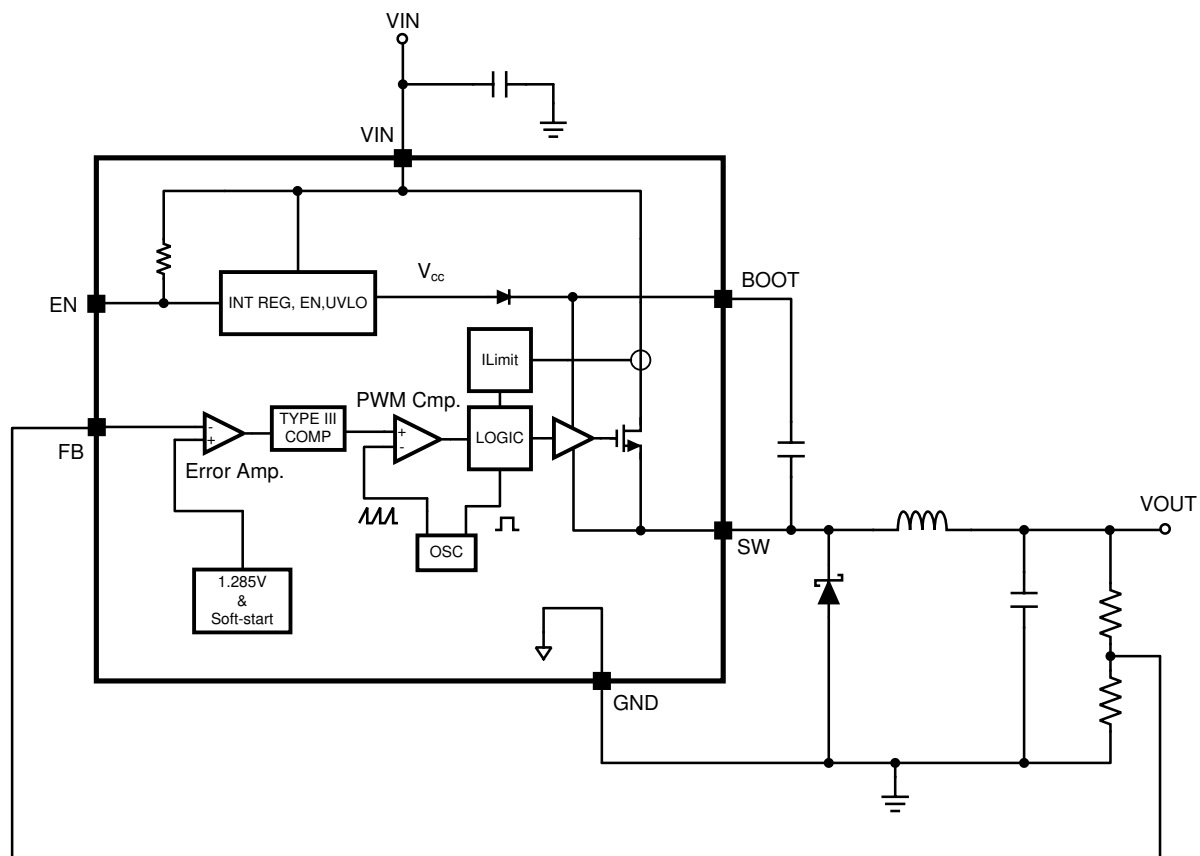 VIN
VIN
V_cc
BOOT
EN
INT REG, EN,UVLO
ILimit
PWM Cmp.
TYPE III
COMP
-
+
+
-
LOGIC
FB
Error Amp.
OSC
SW
VOUT
1.285V
&
Soft-start
GND